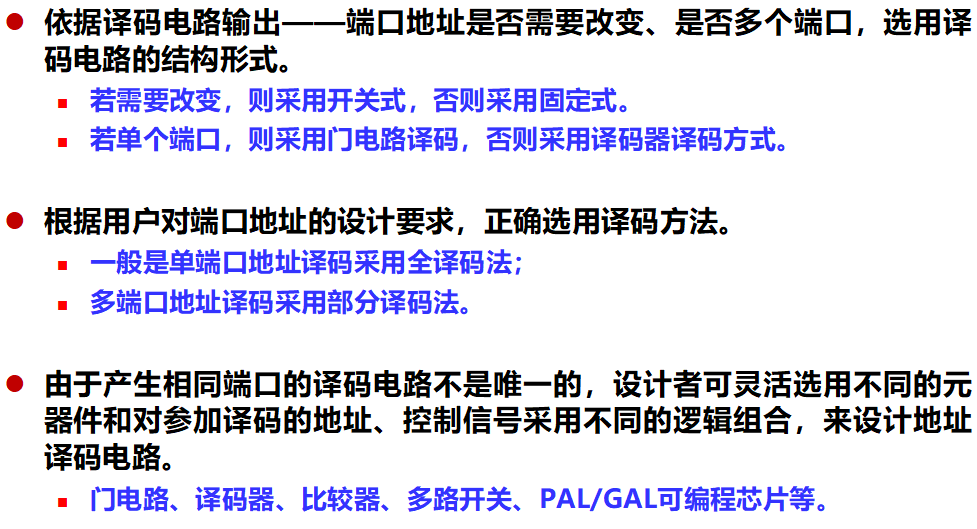 依据译码电路输出——端口地址是否需要改变、是否多个端口，选用译
码电路的结构形式。
若需要改变，则采用开关式，否则采用固定式。
若单个端口，则采用门电路译码，否则采用译码器译码方式。
根据用户对端口地址的设计要求，正确选用译码方法。
一般是单端口地址译码采用全译码法；
多端口地址译码采用部分译码法。
由于产生相同端口的译码电路不是唯一的，设计者可灵活选用不同的元
器件和对参加译码的地址、控制信号采用不同的逻辑组合，来设计地址
译码电路。
门电路、译码器、比较器、多路开关、PAL/GAL可编程芯片等。